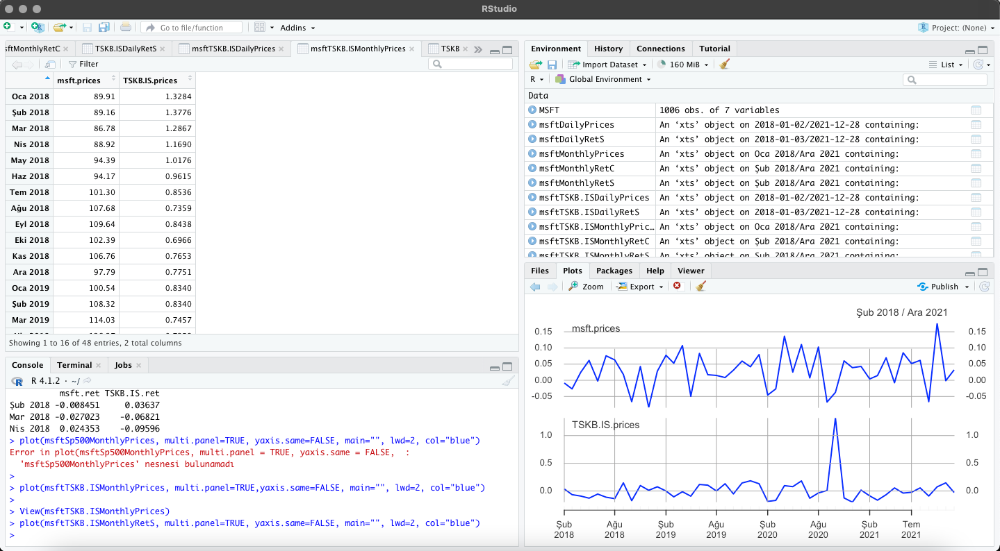 RStudio
Go to file/function
Addins
Project: (None)
sftMonthlyRetC
TSKB.ISDailyRetS
msftTSKB.ISDailyPrices
msftTSKB.ISMonthlyPrices
TSKB
Filter
msft.prices TSKB.IS.prices
Oca 2018 89.91 1.3284
Şub 2018 89.16 1.3776
Mar 2018 86.78 1.2867
Nis 2018 88.92 1.1690
May 2018 94.39 1.0176
Haz 2018 94.17 0.9615
Tem 2018 101.30 0.8536
Ağu 2018 107.68 0.7359
Eyl 2018 109.64 0.8438
Eki 2018 102.39 0.6966
Kas 2018 106.76 0.7653
Ara 2018 97.79 0.7751
Oca 2019 100.54 0.8340
Şub 2019 108.32 0.8340
Mar 2019 114.03 0.7457
Showing 1 to 16 of 48 entries, 2 total columns
Console Terminal Jobs
R 4.1.2 · ~/
msft.ret TSKB.IS.ret
Şub 2018 -0.008451 0.03637
Mar 2018 -0.027023 -0.06821
Nis 2018 0.024353 -0.09596
> plot(msftSp500MonthlyPrices, multi.panel=TRUE, yaxis.same=FALSE, main="", lwd=2, col="blue")
Error in plot(msftSp500MonthlyPrices, multi.panel = TRUE, yaxis.same = FALSE,  :
'msftSp500MonthlyPrices' nesnesi bulunamadı
>
> plot(msftTSKB.ISMonthlyPrices, multi.panel=TRUE,yaxis.same=FALSE, main="", lwd=2, col="blue")
>
> View(msftTSKB.ISMonthlyPrices)
> plot(msftTSKB.ISMonthlyRetS, multi.panel=TRUE, yaxis.same=FALSE, main="", lwd=2, col="blue")
>
Environment History Connections Tutorial
Import Dataset 160 MiB List
R Global Environment
Data
MSFT 1006 obs. of 7 variables
msftDailyPrices An ‘xts’ object on 2018-01-02/2021-12-28 containing:
msftDailyRetS An ‘xts’ object on 2018-01-03/2021-12-28 containing:
msftMonthlyPrices An ‘xts’ object on Oca 2018/Ara 2021 containing:
msftMonthlyRetC An ‘xts’ object on Şub 2018/Ara 2021 containing:
msftMonthlyRetS An ‘xts’ object on Şub 2018/Ara 2021 containing:
msftTSKB.ISDailyPrices An ‘xts’ object on 2018-01-02/2021-12-28 containing:
msftTSKB.ISDailyRetS An ‘xts’ object on 2018-01-03/2021-12-28 containing:
msftTSKB.ISMonthlyPric… An ‘xts’ object on Oca 2018/Ara 2021 containing:
msftTSKB.ISMonthlyRetC An ‘xts’ object on Şub 2018/Ara 2021 containing:
msftTSKB.ISMonthlyRetS An ‘xts’ object on Şub 2018/Ara 2021 containing:
Files Plots Packages Help Viewer
Zoom Export Publish
Şub 2018 / Ara 2021
msft.prices
0.15 0.15
0.10 0.10
0.05 0.05
0.00 0.00
-0.05 -0.05
TSKB.IS.prices
1.0 1.0
0.5 0.5
0.0 0.0
Şub Ağu Şub Ağu Şub Ağu Şub Tem
2018 2018 2019 2019 2020 2020 2021 2021